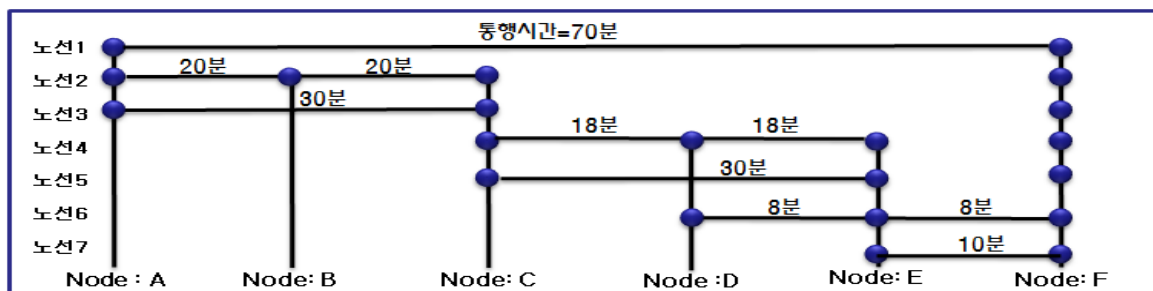 통행시간=70분
노선1
노선2 20분 20분
노선3 30분
노선4 18분 18분
노선5 30분
노선6 8분 8분
노선7 10분
Node : A Node: B Node: C Node :D Node: E Node: F